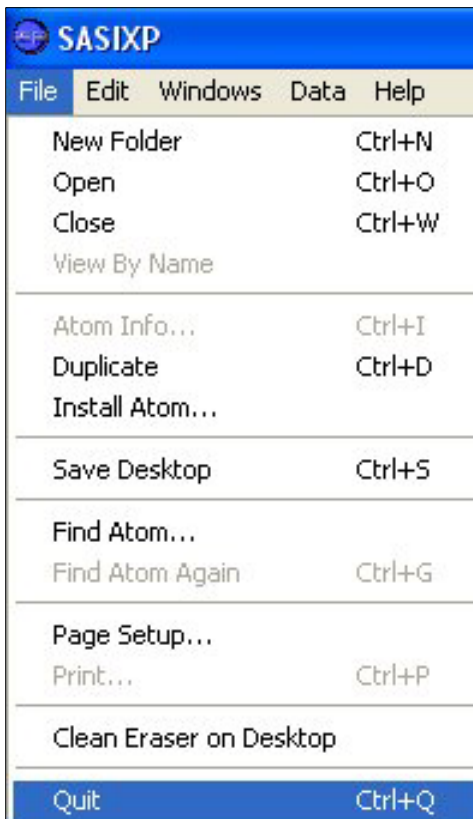 SASIXP
File Edit Windows Data Help
New Folder Ctrl+N
Open Ctrl+O
Close Ctrl+W
View By Name
Atom Info... Ctrl+I
Duplicate Ctrl+D
Install Atom...
Save Desktop Ctrl+S
Find Atom...
Find Atom Again Ctrl+G
Page Setup...
Print... Ctrl+P
Clean Eraser on Desktop
Quit Ctrl+Q